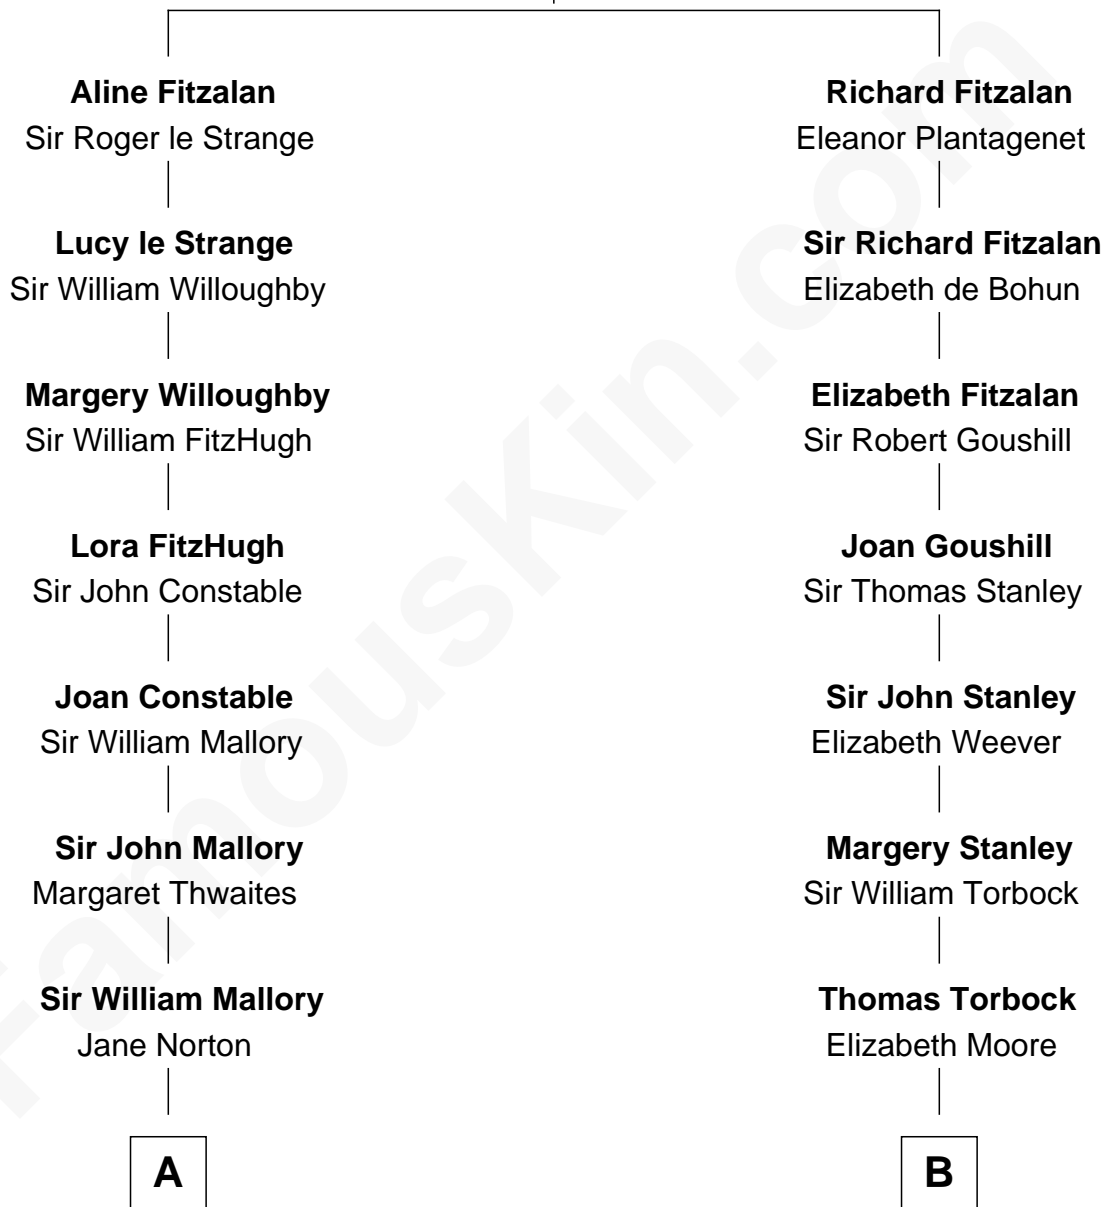 Aline Fitzalan
Sir Roger le Strange
Richard Fitzalan
Eleanor Plantagenet
Lucy le Strange
Sir William Willoughby
Sir Richard Fitzalan
Elizabeth de Bohun
Margery Willoughby
Sir William FitzHugh
Elizabeth Fitzalan
Sir Robert Goushill
Lora FitzHugh
Sir John Constable
Joan Goushill
Sir Thomas Stanley
Joan Constable
Sir William Mallory
Sir John Stanley
Elizabeth Weever
Sir John Mallory
Margaret Thwaites
Margery Stanley
Sir William Torbock
Sir William Mallory
Jane Norton
Thomas Torbock
Elizabeth Moore
A
B
FamousKin.com